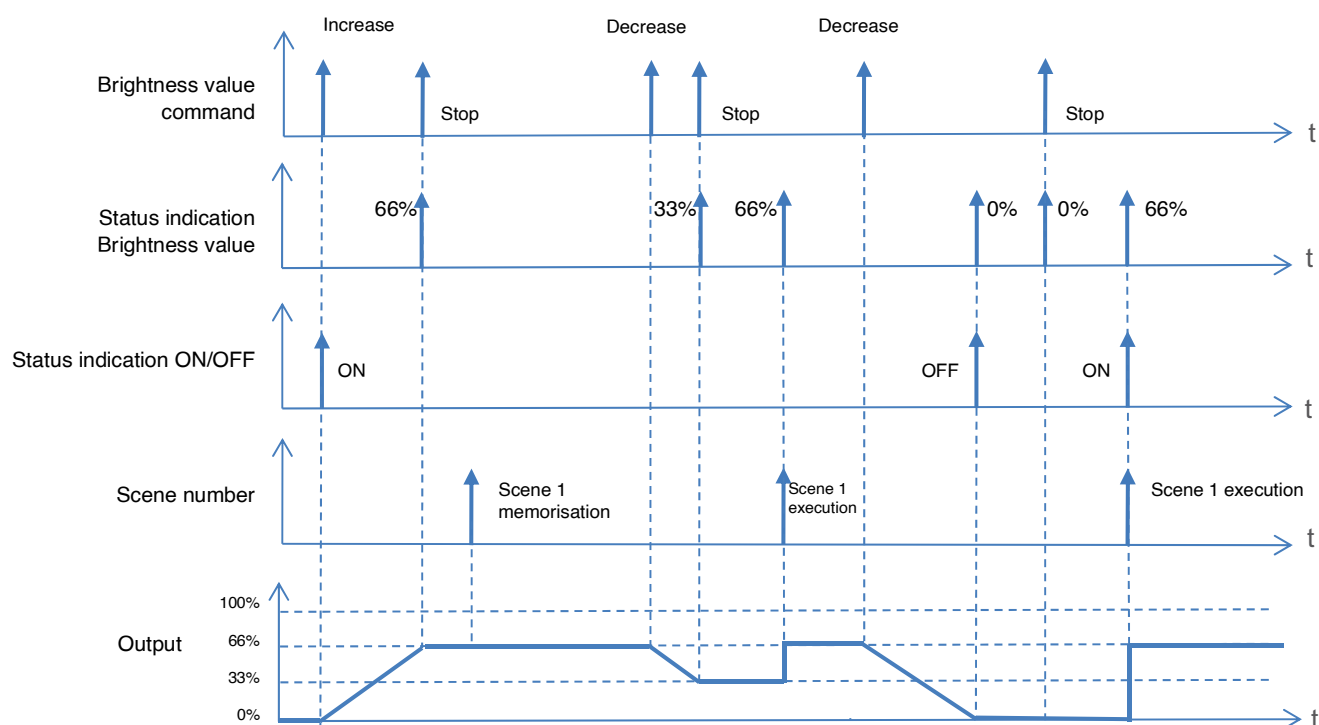 Increase
Decrease
Decrease
Brightness value
command
Stop
Stop
Stop
t
Status indication
Brightness value
66%
33%
66%
0%
0%
66%
t
Status indication ON/OFF
ON
OFF
ON
t
Scene number
Scene 1
memorisation
Scene 1
execution
Scene 1 execution
t
Output
100%
66%
33%
0%
t